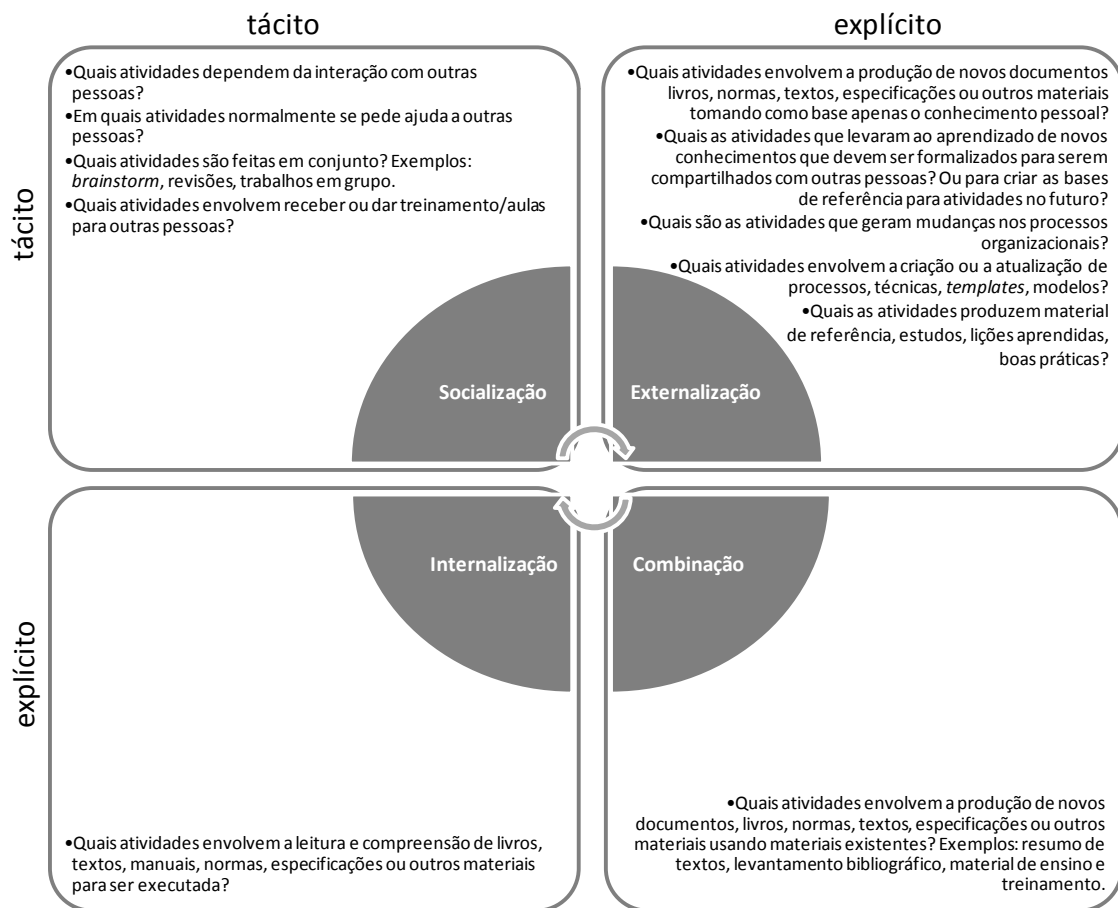 tácito
explícito
tácito
•Quais atividades dependem da interação com outras
pessoas?
•Em quais atividades normalmente se pede ajuda a outras
pessoas?
•Quais atividades são feitas em conjunto? Exemplos:
brainstorm, revisões, trabalhos em grupo.
•Quais atividades envolvem receber ou dar treinamento/aulas
para outras pessoas?
Socialização
•Quais atividades envolvem a produção de novos documentos
livros, normas, textos, especificações ou outros materiais
tomando como base apenas o conhecimento pessoal?
•Quais as atividades que levaram ao aprendizado de novos
conhecimentos que devem ser formalizados para serem
compartilhados com outras pessoas? Ou para criar as bases
de referência para atividades no futuro?
•Quais são as atividades que geram mudanças nos processos
organizacionais?
•Quais atividades envolvem a criação ou a atualização de
processos, técnicas, templates, modelos?
•Quais as atividades produzem material
de referência, estudos, lições aprendidas,
boas práticas?
Externalização
explícito
Internalização
•Quais atividades envolvem a leitura e compreensão de livros,
textos, manuais, normas, especificações ou outros materiais
para ser executada?
Combinação
•Quais atividades envolvem a produção de novos
documentos, livros, normas, textos, especificações ou outros
materiais usando materiais existentes? Exemplos: resumo de
textos, levantamento bibliográfico, material de ensino e
treinamento.